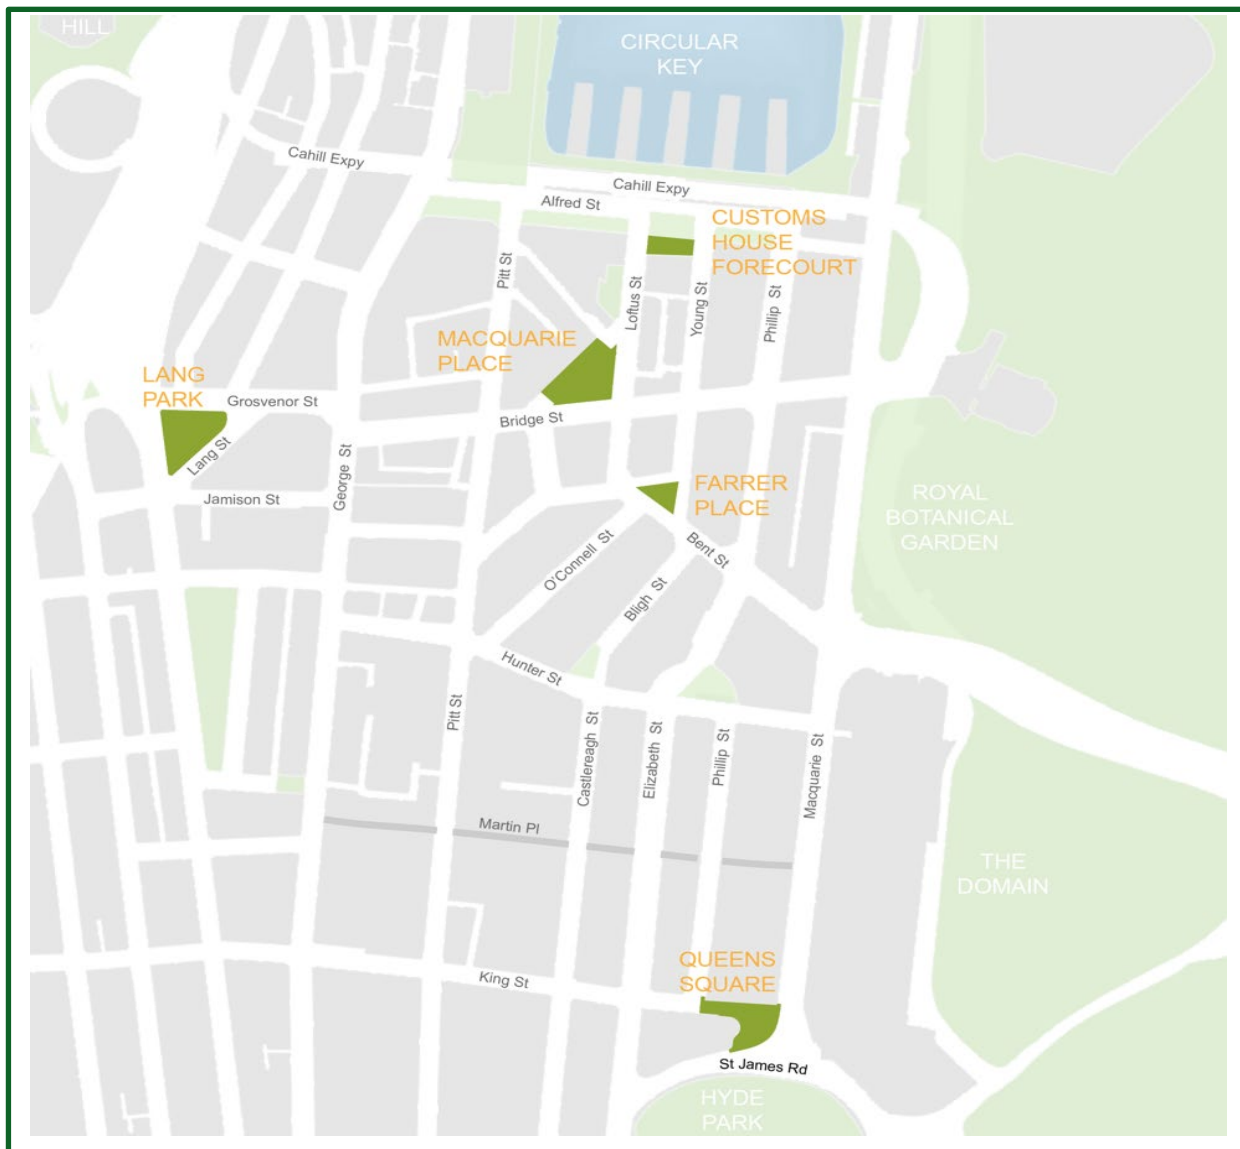 HILL
CIRCULAR
KEY
Cahill Expy
Cahill Expy
Alfred St
CUSTOMS
HOUSE
FORECOURT
Pitt St
Loftus St
Young St
Phillip St
MACQUARIE
PLACE
LANG
PARK
Grosvenor St
Bridge St
Lang St
George St
Jamison St
FARRER
PLACE
ROYAL
BOTANICAL
GARDEN
O'Connell St
Bent St
Bligh St
Hunter St
Pitt St
Castlereagh St
Elizabeth St
Phillip St
Macquarie St
Martin Pl
THE
DOMAIN
QUEENS
SQUARE
King St
St James Rd
HYDE
PARK